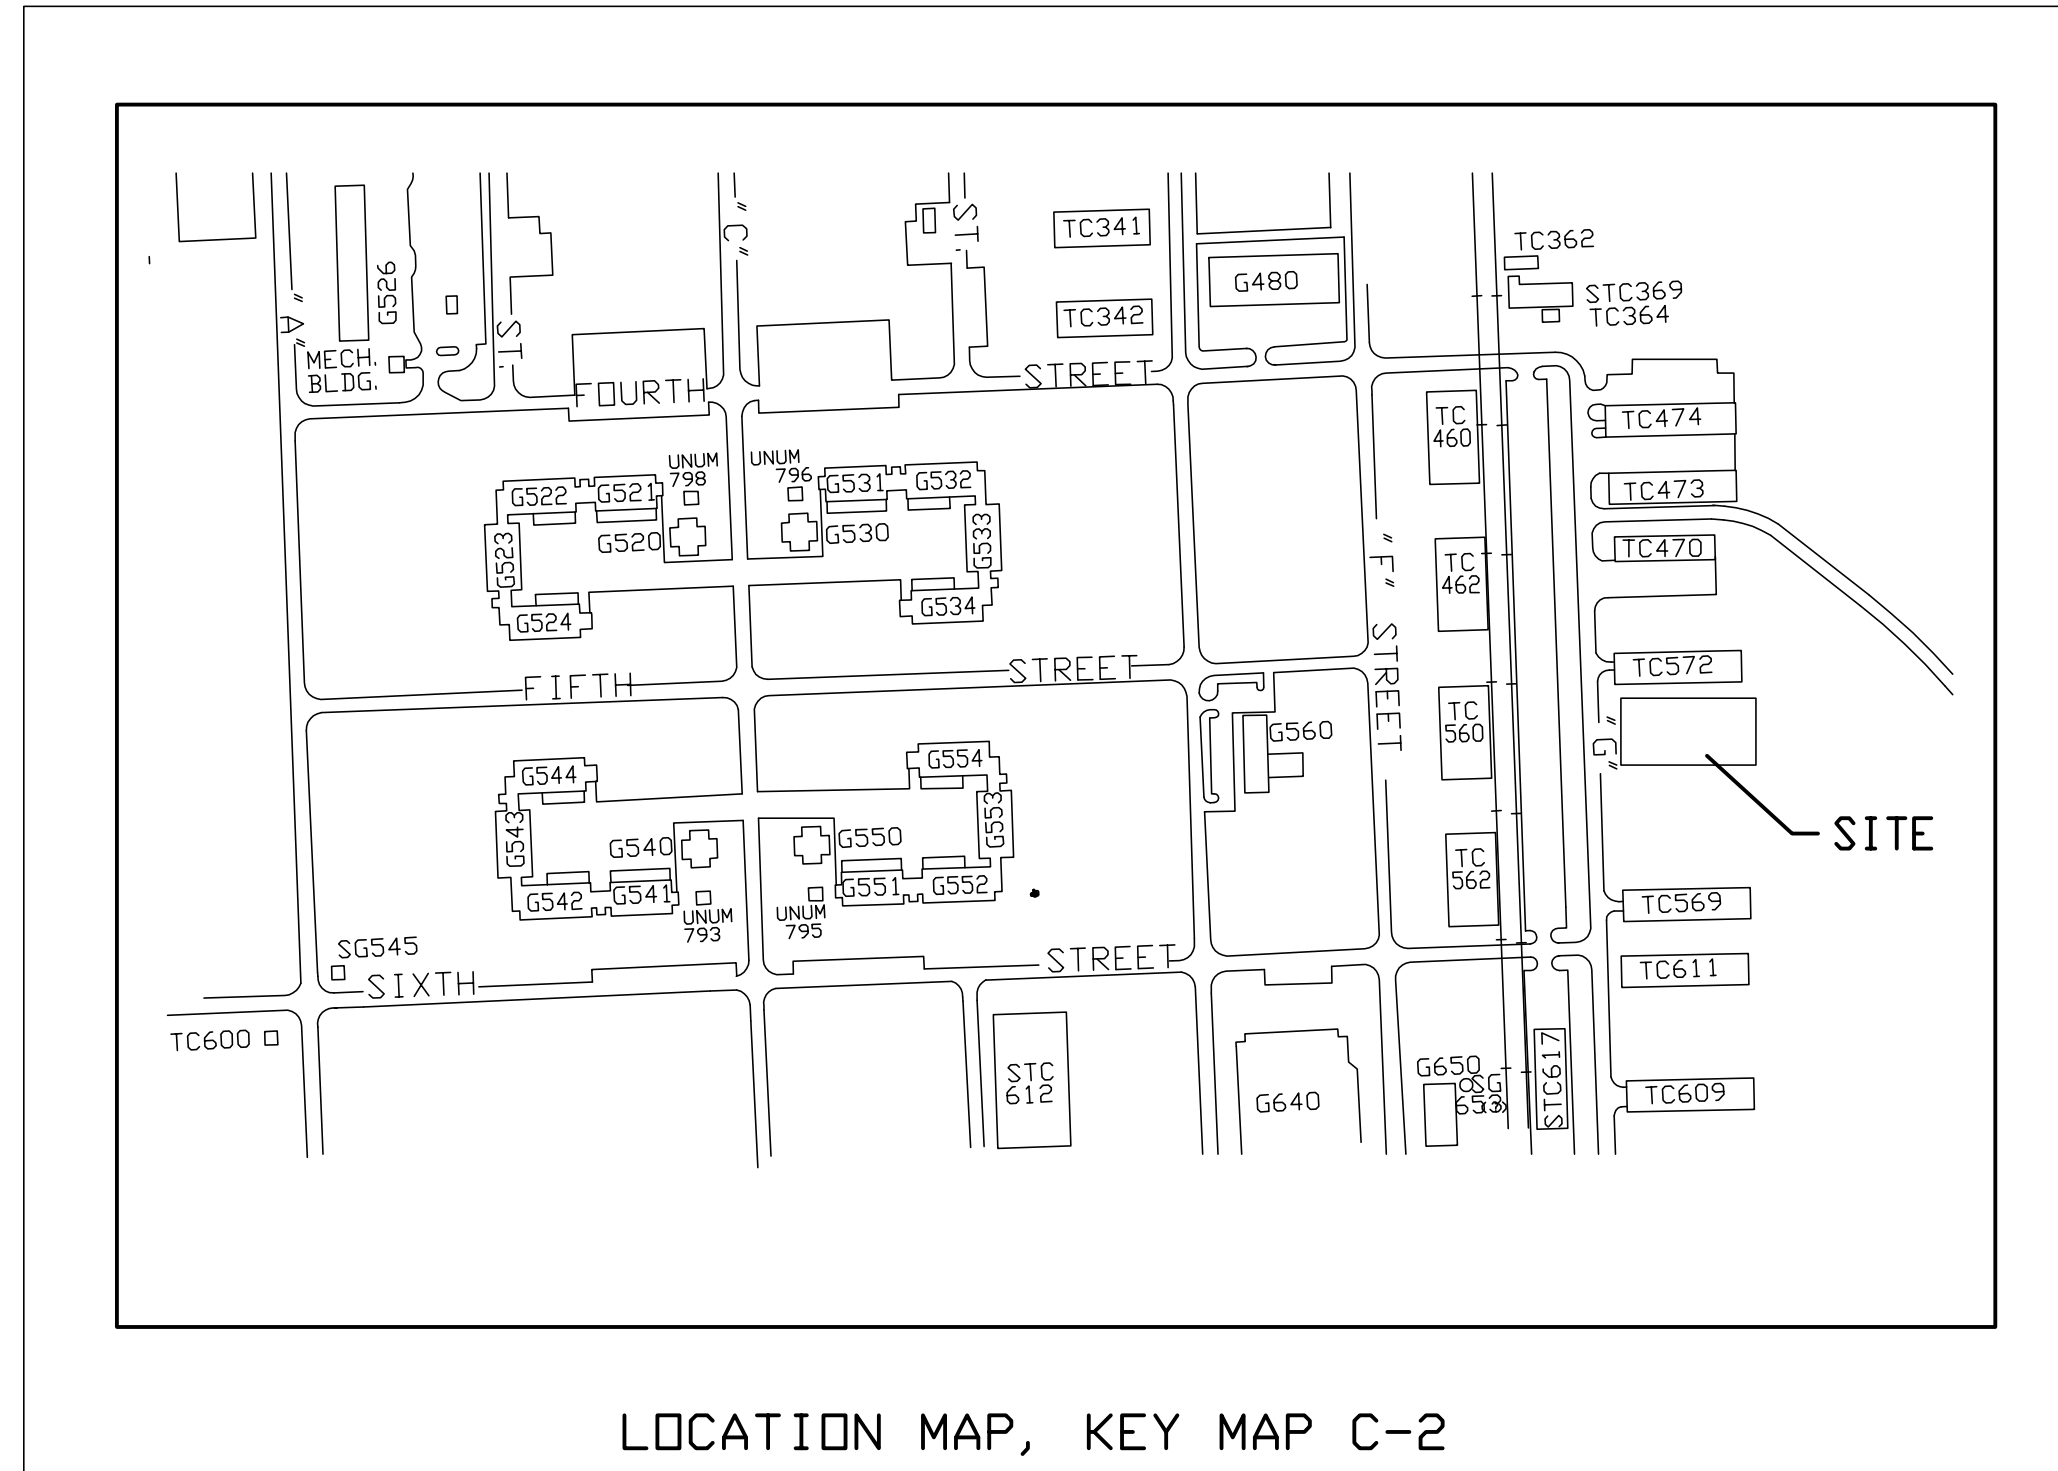 "A"
ST.
"C"
ST.
G526
MECH.
BLDG.
TC341
TC342
G480
TC362
STC369
TC364
FOURTH
STREET
TC
460
TC474
TC473
TC470
UNUM
798
UNUM
796
G522
G521
G531
G532
G523
G520
G530
G533
G524
G534
"F" STREET
TC
462
FIFTH
STREET
TC572
"G"
TC
560
G560
G544
G554
G543
G540
G550
G553
SITE
TC
562
G542
G541
G551
G552
UNUM
793
UNUM
795
TC569
SG545
SIXTH
STREET
TC611
TC600
STC
612
G640
G650
SG
653
STC617
TC609
LOCATION MAP, KEY MAP C-2